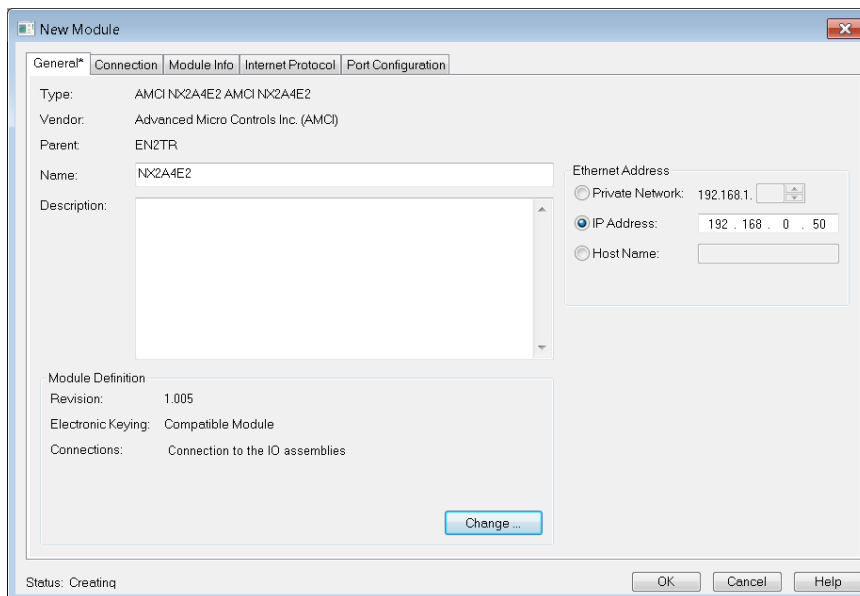 New Module
General* Connection Module Info Internet Protocol Port Configuration
Type: AMCI NX2A4E2 AMCI NX2A4E2
Vendor: Advanced Micro Controls Inc. (AMCI)
Parent: EN2TR
Name: NX2A4E2
Description:
Ethernet Address
Private Network: 192.168.1.
IP Address: 192 . 168 . 0 . 50
Host Name:
Module Definition
Revision: 1.005
Electronic Keying: Compatible Module
Connections: Connection to the IO assemblies
Change ...
Status: Creating
OK Cancel Help